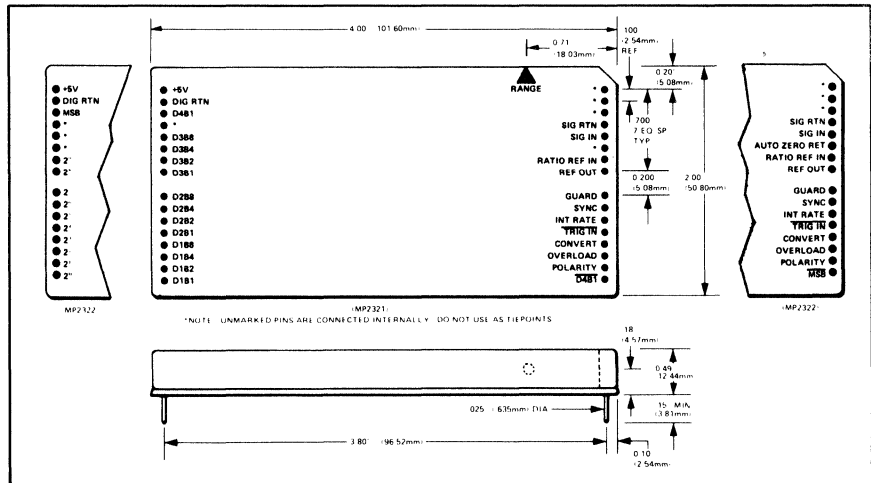 4.00 (101.60mm)
0.71
(18.03mm)
.100
(2.54mm)
REF
0.20
(5.08mm)
+5V
DIG RTN
MSB
*
*
*
2
2
2
2
2
2
2
2
2
2
MP2322
+5V
DIG RTN
D4B1
*
D3B8
D3B4
D3B2
D3B1
D2B8
D2B4
D2B2
D2B1
D1B8
D1B4
D1B2
D1B1
RANGE
*
*
*
SIG RTN
SIG IN
*
RATIO REF IN
REF OUT
GUARD
SYNC
INT RATE
TRIG IN
CONVERT
OVERLOAD
POLARITY
D4B1
.700
7 EQ SP
TYP
0.200
(5.08mm)
2.00
(50.80mm)
*
*
*
SIG RTN
SIG IN
AUTO ZERO RET
RATIO REF IN
REF OUT
GUARD
SYNC
INT RATE
TRIG IN
CONVERT
OVERLOAD
POLARITY
MSB
(MP2322)
(MP2321)
*NOTE UNMARKED PINS ARE CONNECTED INTERNALLY DO NOT USE AS TIEPOINTS
.18
(4.57mm)
0.49
12.44mm
.15 MIN
(3.81mm)
.025 (.635mm) DIA
3.80 (96.52mm)
0.10
(2.54mm)